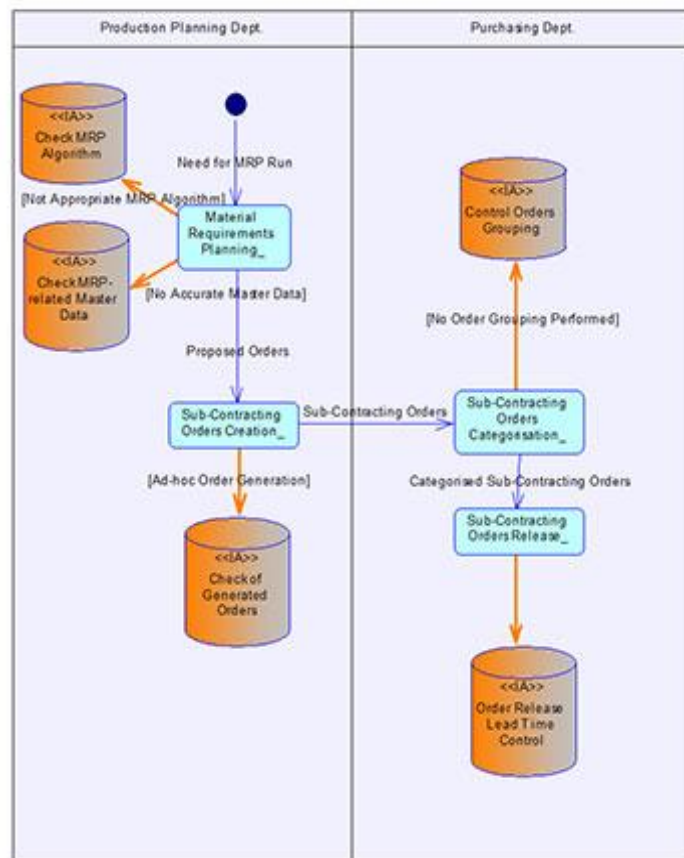 Production Planning Dept.
Purchasing Dept.
<<IA>>
Check MRP
Algorithm
Need for MRP Run
[Not Appropriate MRP Algorithm]
Material
Requirements
Planning_
<<IA>>
Check MRP-
related Master
Data
[No Accurate Master Data]
<<IA>>
Control Orders
Grouping
[No Order Grouping Performed]
Proposed Orders
Sub-Contracting
Orders Creation_
Sub-Contracting Orders
Sub-Contracting
Orders
Categorisation_
[Ad-hoc Order Generation]
Categorised Sub-Contracting Orders
Sub-Contracting
Orders Release_
<<IA>>
Check of
Generated
Orders
<<IA>>
Order Release
Lead Time
Control